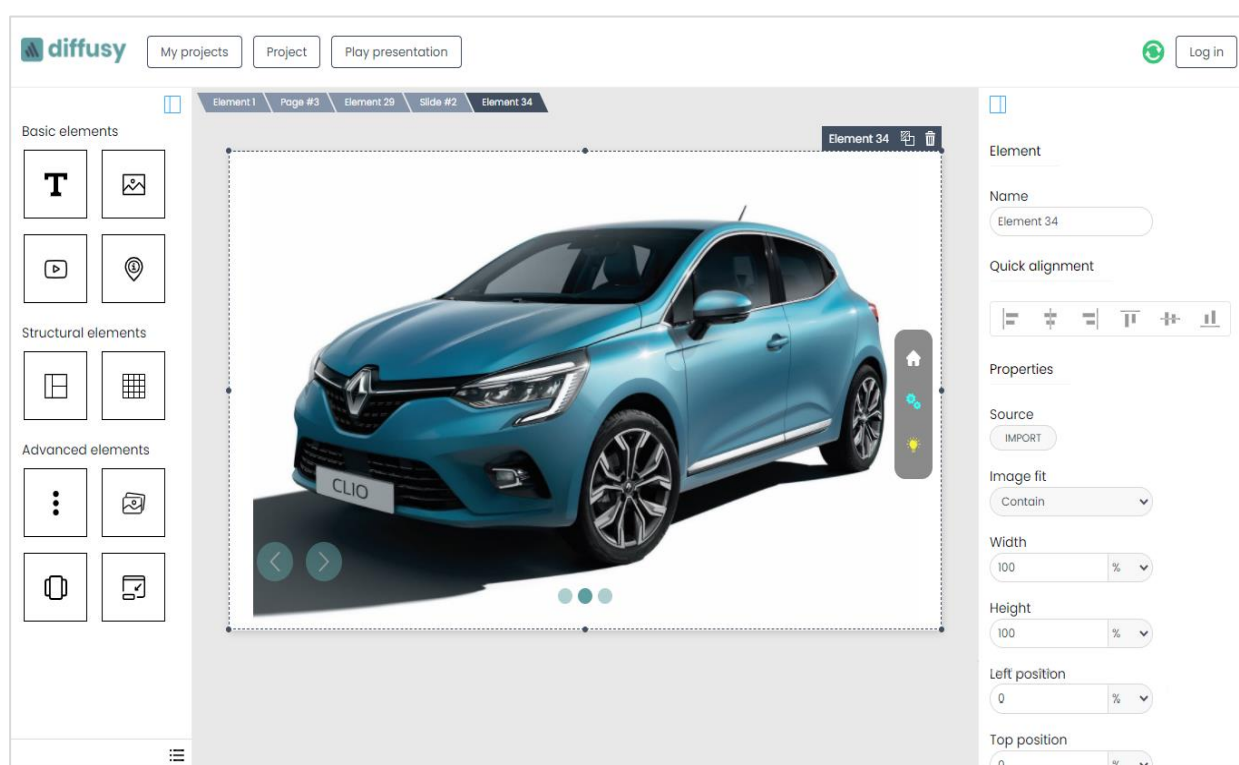 diffusy
My projects
Project
Play presentation
Log in
Element 1
Page #3
Element 29
Slide #2
Element 34
Basic elements
T
Structural elements
Advanced elements
Element 34
CLIO
Element
Name
Element 34
Quick alignment
Properties
Source
IMPORT
Image fit
Contain
Width
100 %
Height
100 %
Left position
0 %
Top position
0 %